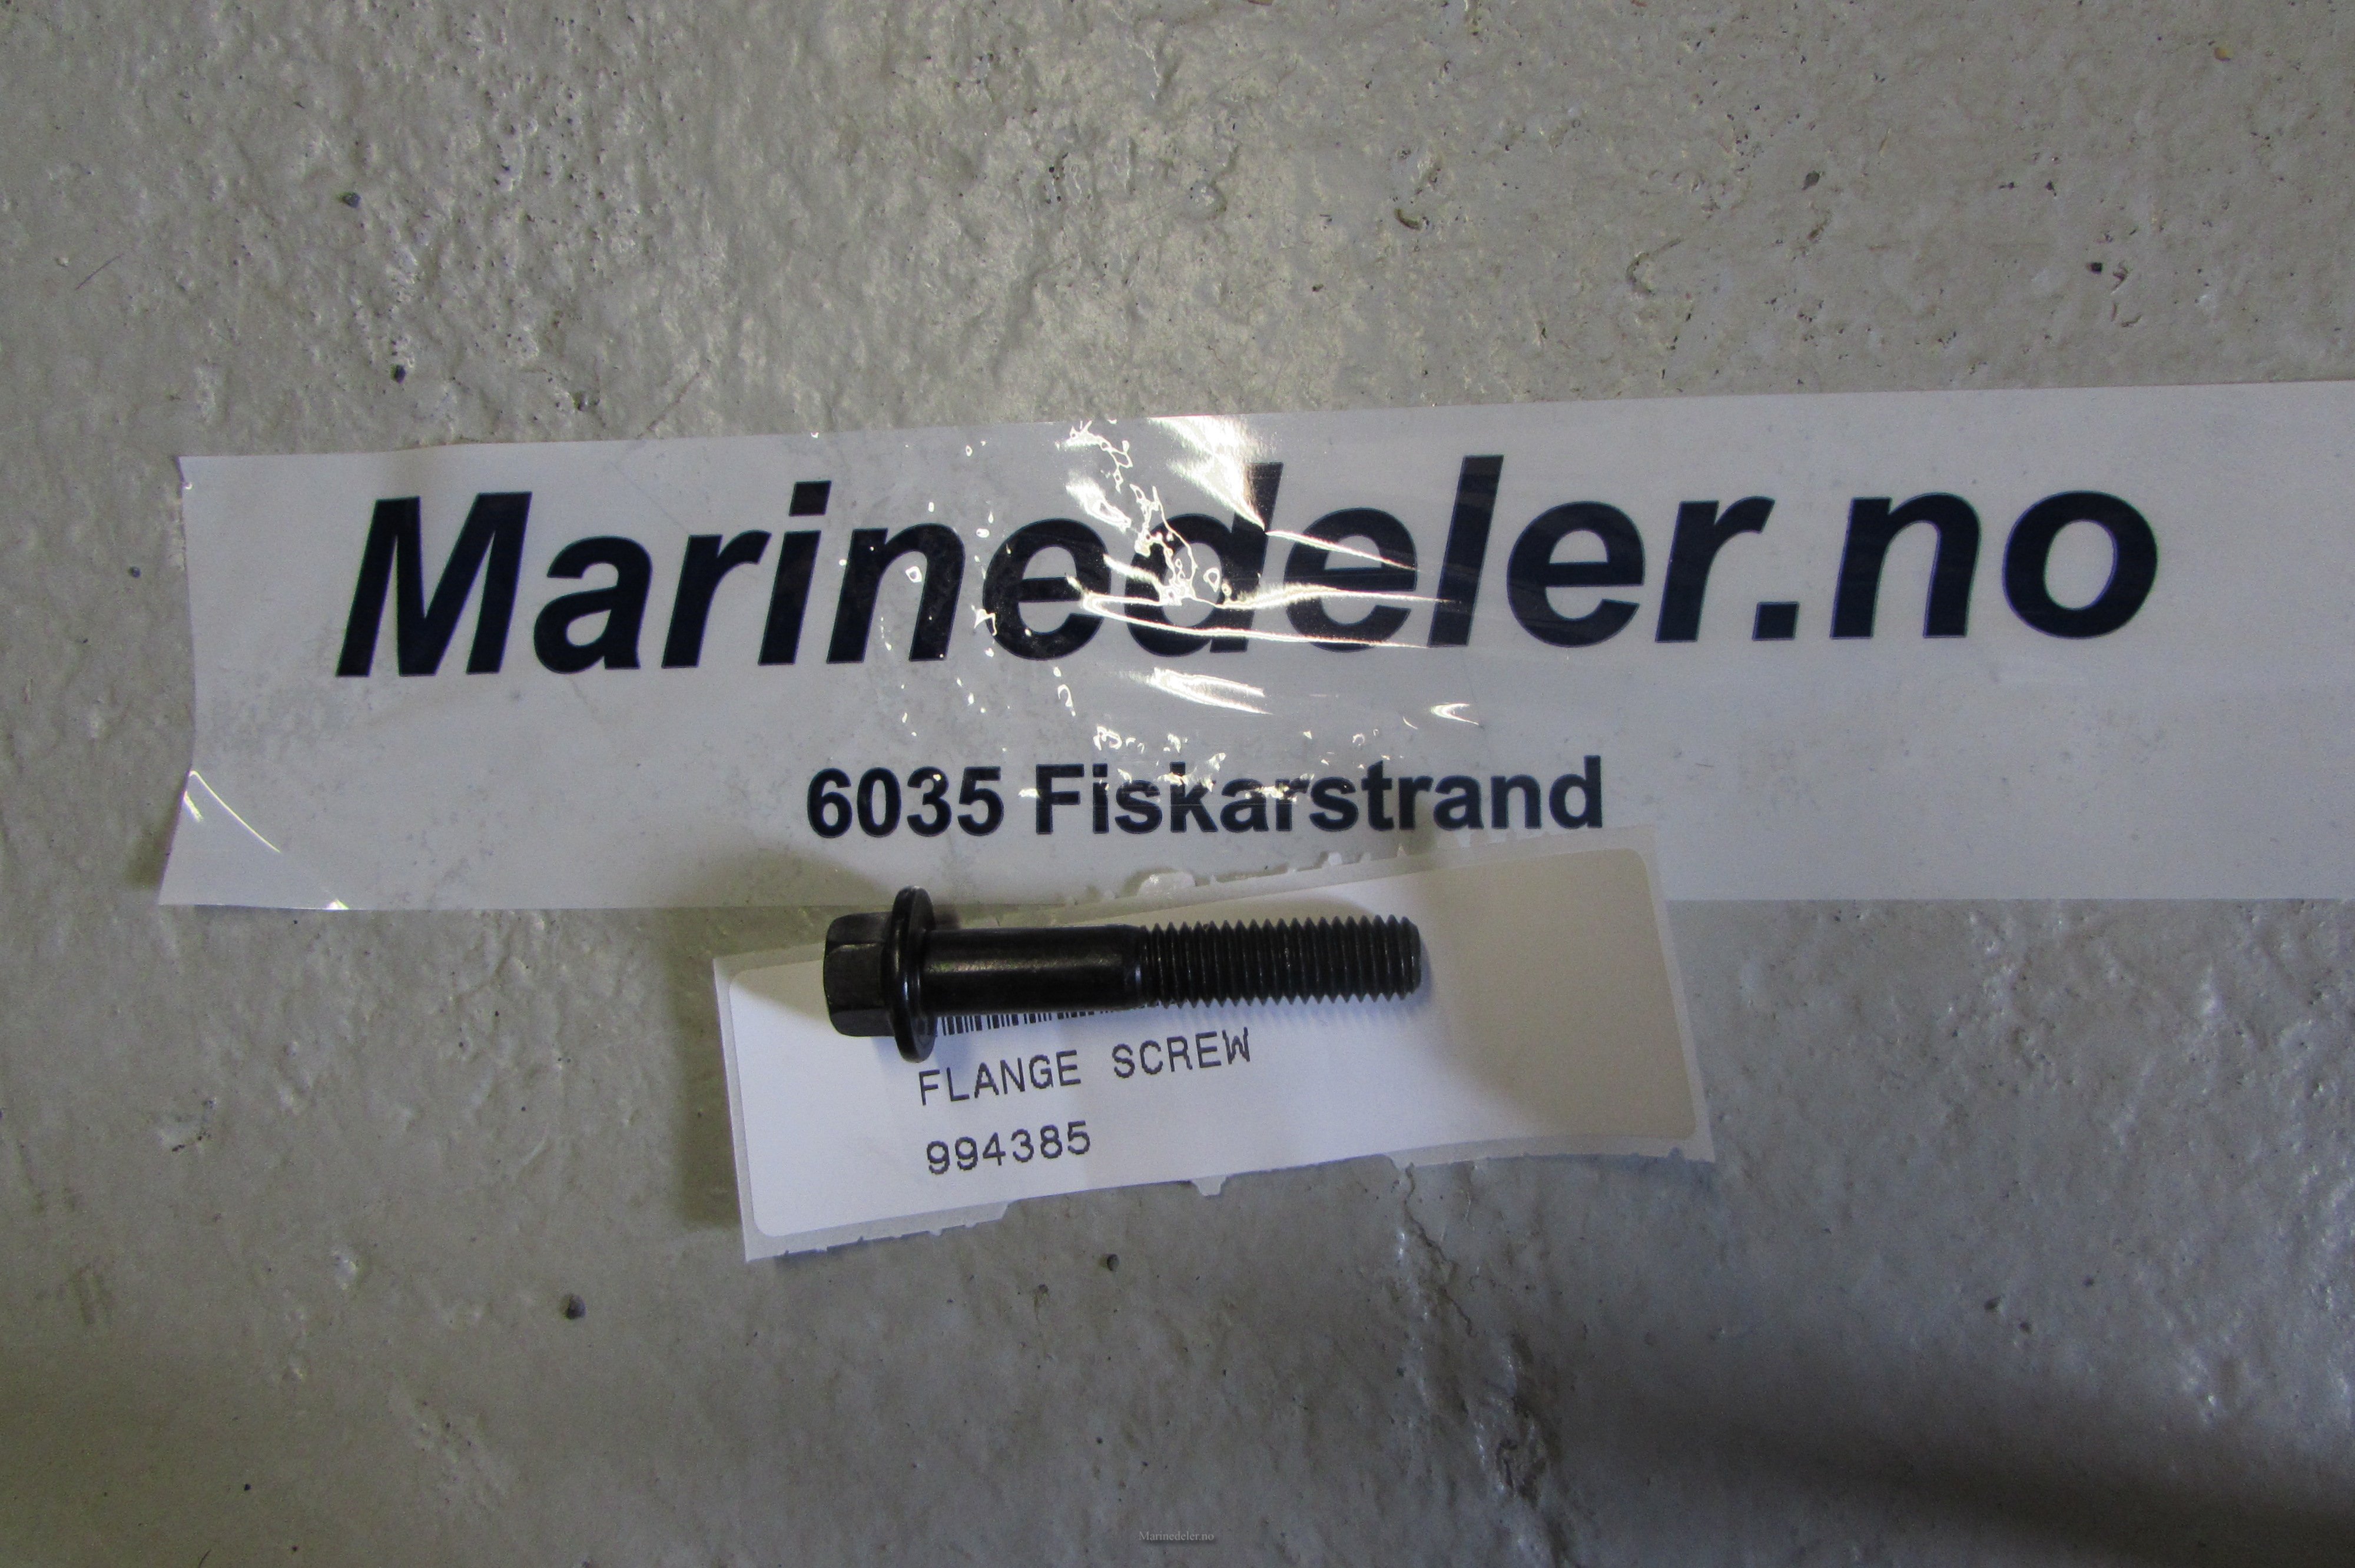 Marinedeler.no
6035 Fiskarstrand
FLANGE SCREW
994385
Marinedeler.no